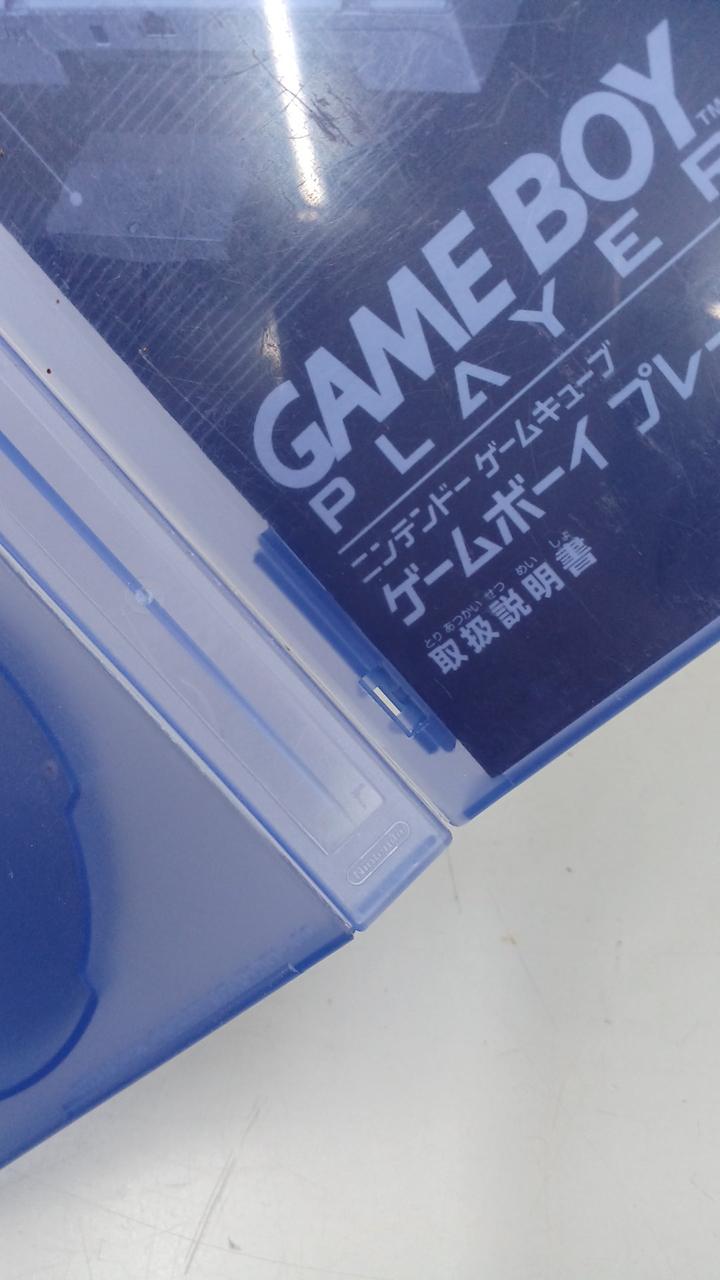 GAME BOY™
PLAYER
ニンテンドー ゲームキューブ
ゲームボーイ プレー
とり あつかい せつ めい しょ
取扱説明書
Nintendo